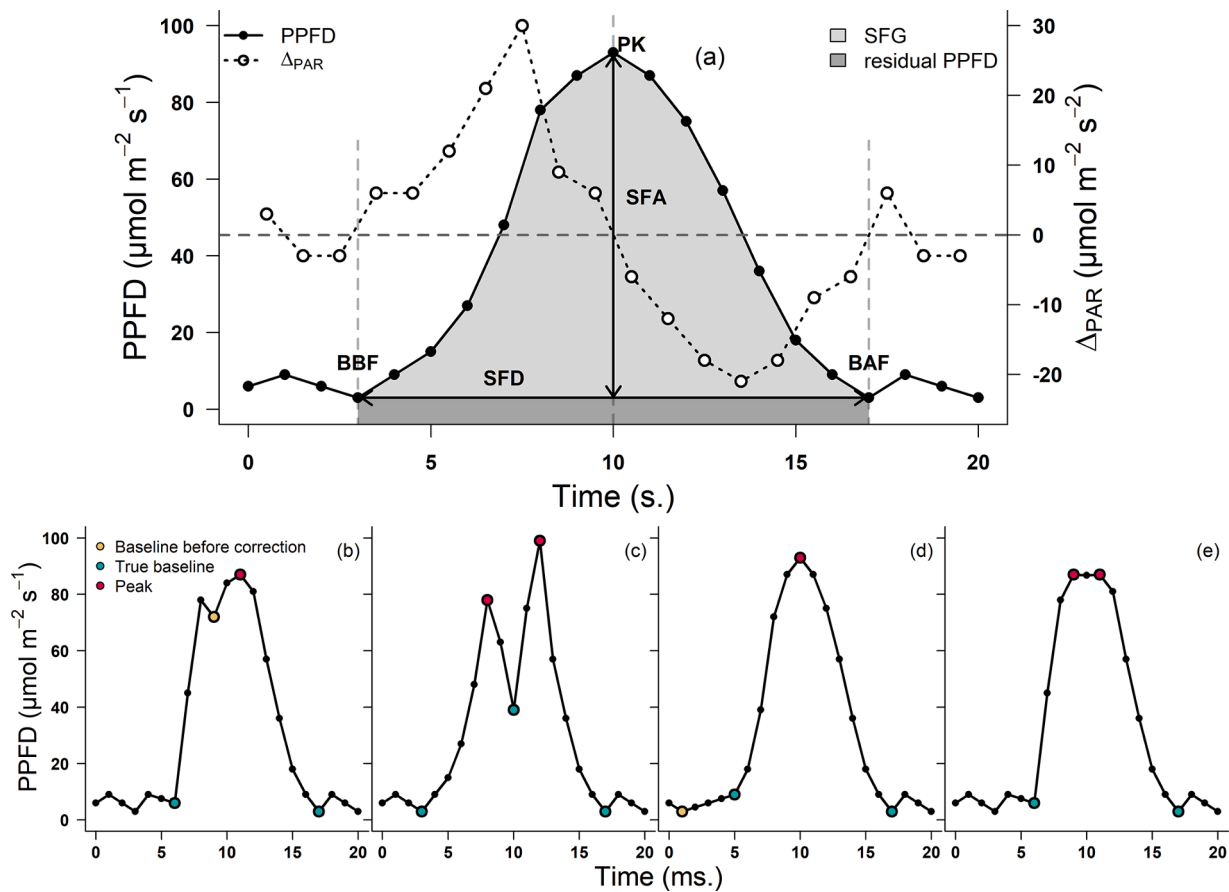 PPFD
ΔPAR
PK
(a)
SFG
residual PPFD
100
80
60
40
20
0
PPFD (µmol m−2 s−1)
30
20
10
0
-10
-20
ΔPAR (µmol m−2 s−2)
SFA
BBF
SFD
BAF
0 5 10 15 20
Time (s.)
PPFD (µmol m−2 s−1)
100
80
60
40
20
0
Baseline before correction
True baseline
Peak
(b)
(c)
(d)
(e)
0 5 10 15 20
0 5 10 15 20
0 5 10 15 20
0 5 10 15 20
Time (ms.)